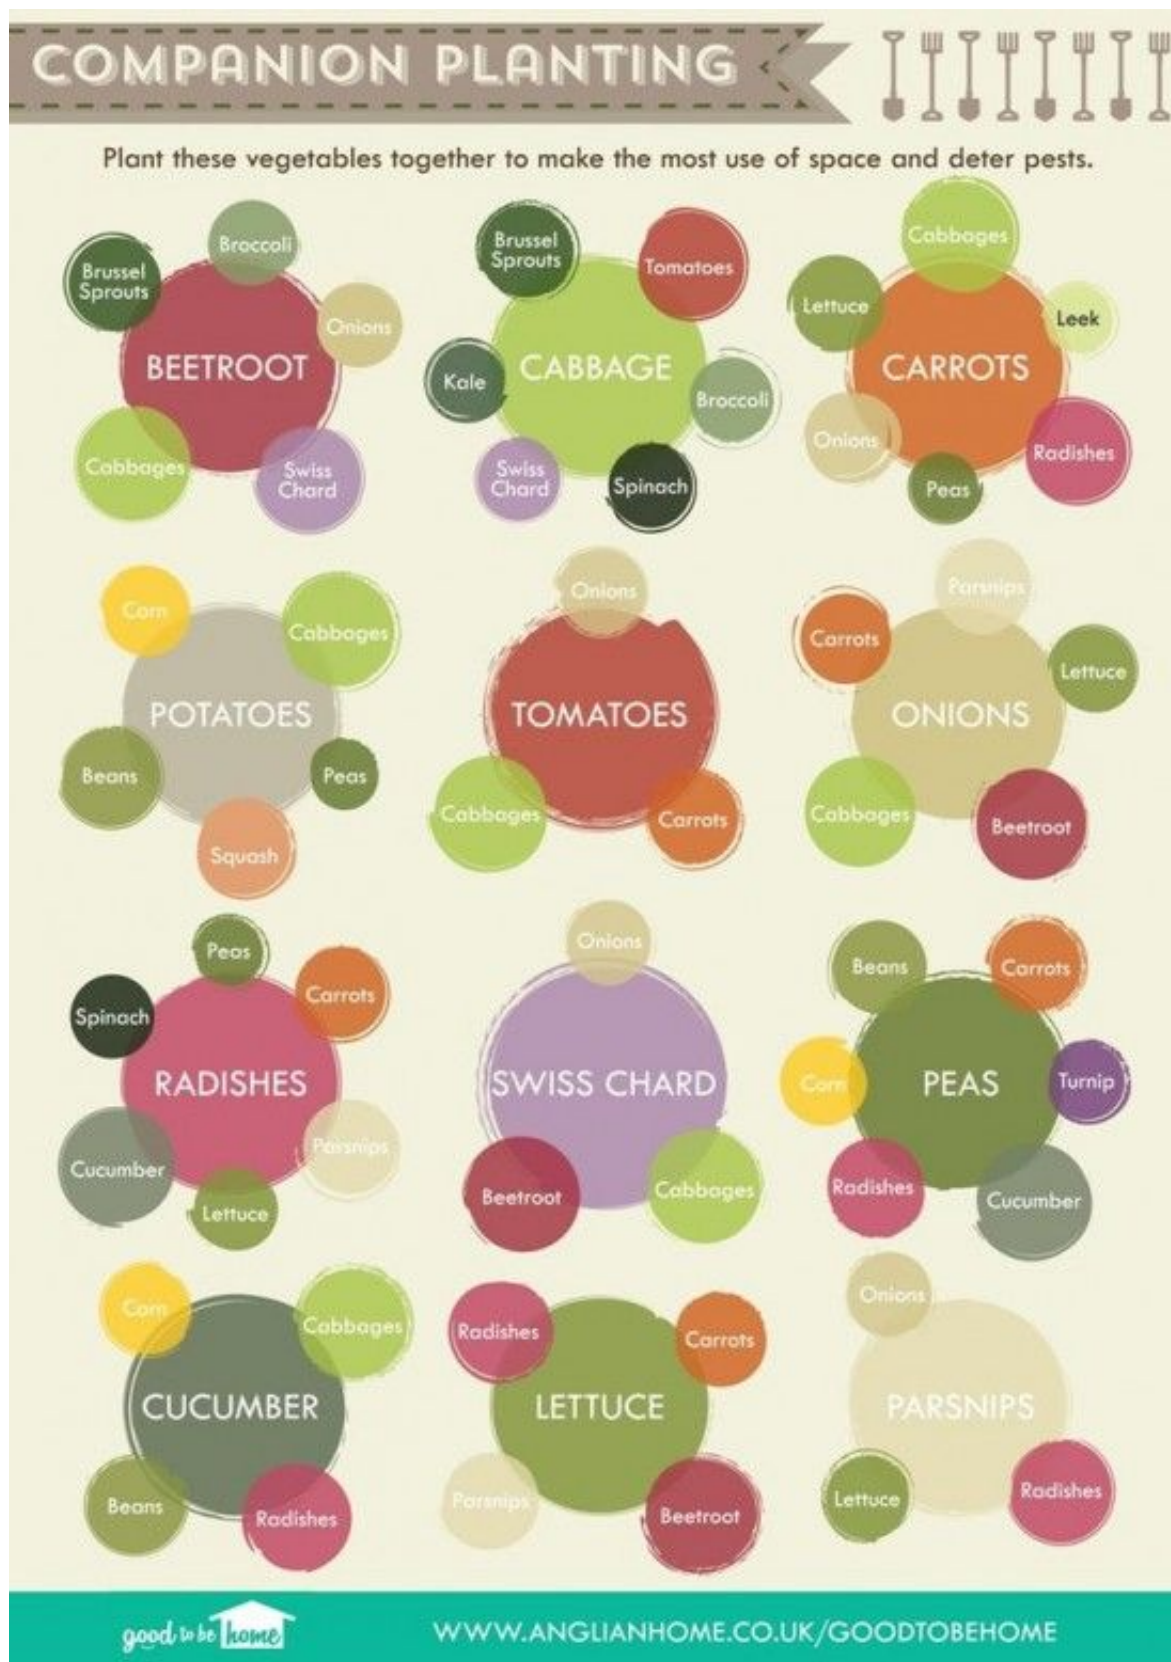 COMPANION PLANTING
Plant these vegetables together to make the most use of space and deter pests.
Broccoli
Brussel
Sprouts
Onions
BEETROOT
Cabbages
Swiss
Chard
Brussel
Sprouts
Tomatoes
Kale
CABBAGE
Broccoli
Swiss
Chard
Spinach
Cabbages
Lettuce
Leek
CARROTS
Onions
Radishes
Peas
Corn
Cabbages
POTATOES
Beans
Peas
Squash
Onions
TOMATOES
Cabbages
Carrots
Parsnips
Carrots
Lettuce
ONIONS
Cabbages
Beetroot
Peas
Carrots
Spinach
RADISHES
Parsnips
Cucumber
Lettuce
Onions
SWISS CHARD
Beetroot
Cabbages
Beans
Carrots
Corn
PEAS
Turnip
Radishes
Cucumber
Corn
Cabbages
CUCUMBER
Beans
Radishes
Radishes
Carrots
LETTUCE
Parsnips
Beetroot
Onions
PARSNIPS
Lettuce
Radishes
good to be home
WWW.ANGLIANHOME.CO.UK/GOODTOBEHOME